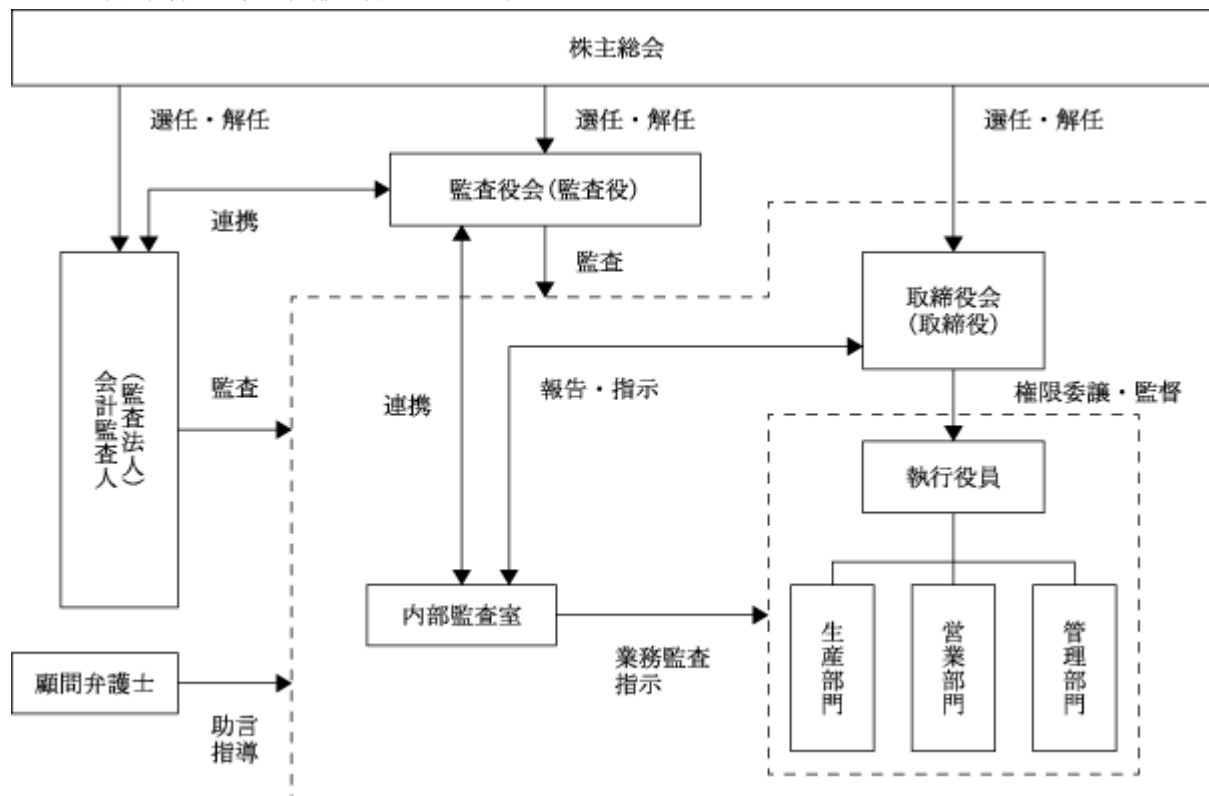 株主総会
選任・解任
選任・解任
選任・解任
監査役会(監査役)
連携
監査
取締役会
(取締役)
会計監査人
(監査法人)
監査
連携
報告・指示
権限委譲・監督
執行役員
内部監査室
業務監査
指示
生産部門
営業部門
管理部門
顧問弁護士
助言
指導